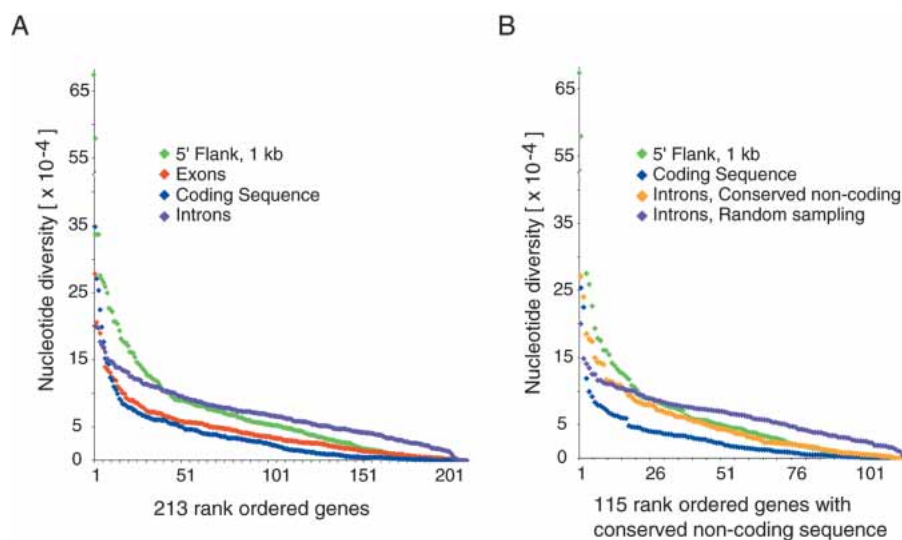 A
B
Nucleotide diversity [ x 10-4 ]
65
55
35
25
15
5
0
5' Flank, 1 kb
Exons
Coding Sequence
Introns
1 51 101 151 201
213 rank ordered genes
Nucleotide diversity [ x 10-4 ]
65
55
35
25
15
5
0
5' Flank, 1 kb
Coding Sequence
Introns, Conserved non-coding
Introns, Random sampling
1 26 51 76 101
115 rank ordered genes with
conserved non-coding sequence